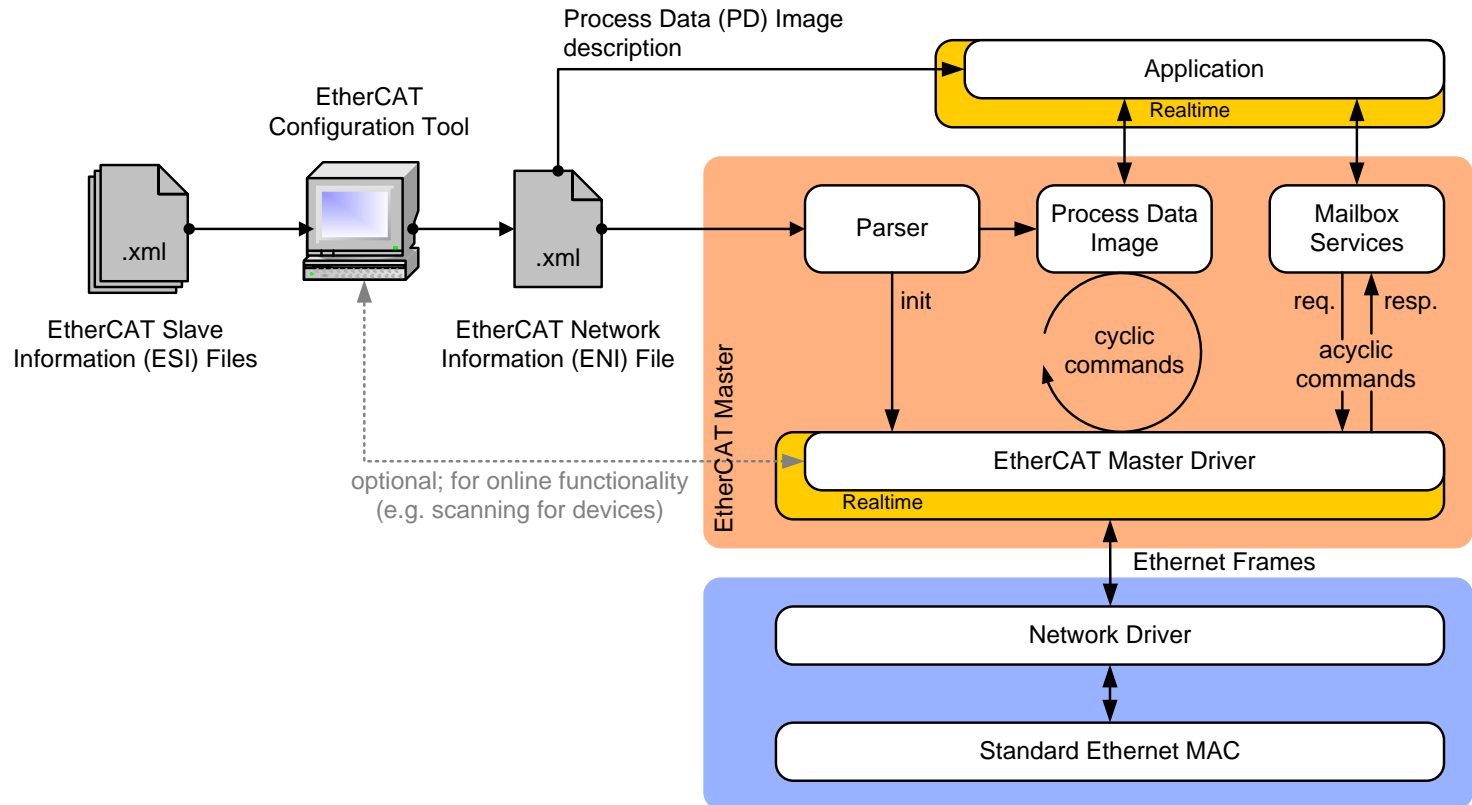 Process Data (PD) Image
description
Application
Realtime
EtherCAT
Configuration Tool
.xml
.xml
EtherCAT Slave
Information (ESI) Files
EtherCAT Network
Information (ENI) File
Parser
Process Data
Image
Mailbox
Services
init
req.
resp.
cyclic
commands
acyclic
commands
EtherCAT Master
EtherCAT Master Driver
Realtime
optional; for online functionality
(e.g. scanning for devices)
Ethernet Frames
Network Driver
Standard Ethernet MAC